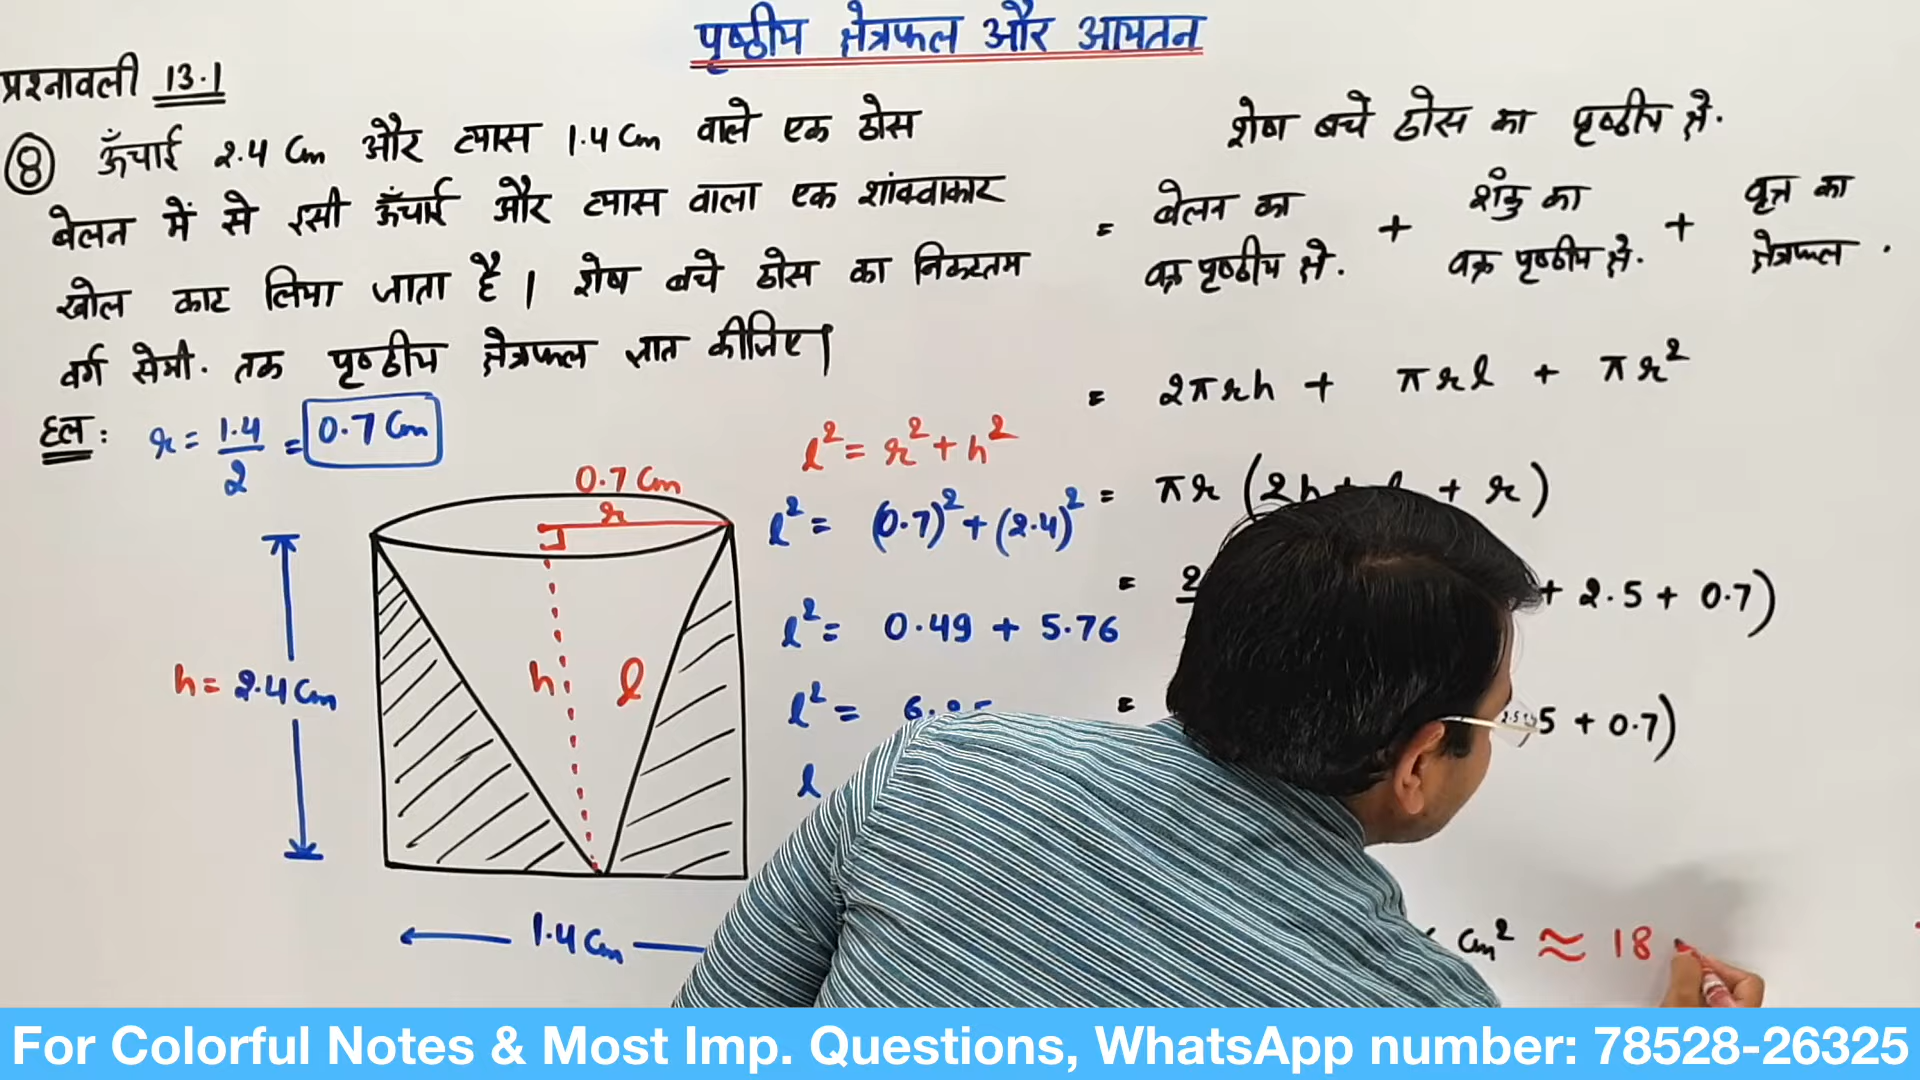 पृष्ठीय क्षेत्रफल और आयतन
प्रश्नावली 13.1
8 ऊँचाई 2.4 Cm और व्यास 1.4 Cm वाले एक ठोस
बेलन में से इसी ऊँचाई और व्यास वाला एक शांक्वाकार
खोल काट लिया जाता है। शेष बचे ठोस का निकटतम
वर्ग सेमी. तक पृष्ठीय क्षेत्रफल ज्ञात कीजिए।
हल: r = 1.4/2 = 0.7 Cm
0.7 Cm
r
h = 2.4 Cm
h
l
1.4 Cm
l² = r² + h²
l² = (0.7)² + (2.4)²
l² = 0.49 + 5.76
l² =
l
शेष बचे ठोस का पृष्ठीय क्षे.
= बेलन का वक्र पृष्ठीय क्षे. + शंकु का वक्र पृष्ठीय क्षे. + वृत्त का क्षेत्रफल.
= 2πrh + πrl + πr²
= πr (2h + r)
= + 2.5 + 0.7)
= 5 + 0.7)
Cm² ≈ 18
For Colorful Notes & Most Imp. Questions, WhatsApp number: 78528-26325